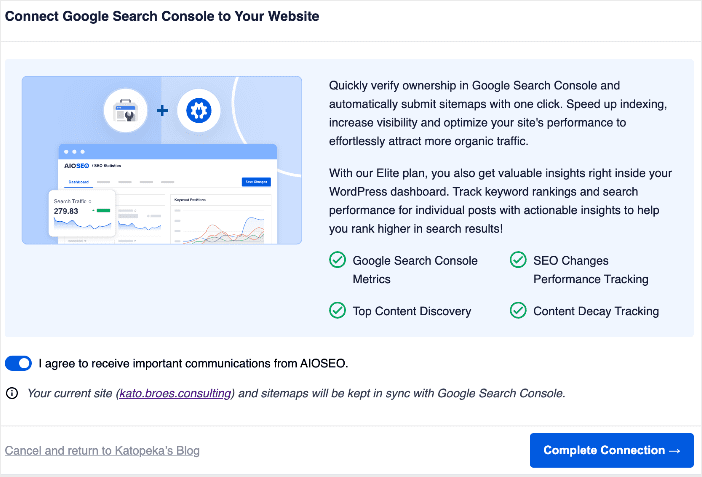 Connect Google Search Console to Your Website
AIOSEO / SEO Statistics
Dashboard
Save Changes
Search Traffic
279.83
Keyword Positions
Quickly verify ownership in Google Search Console and
automatically submit sitemaps with one click. Speed up indexing,
increase visibility and optimize your site's performance to
effortlessly attract more organic traffic.
With our Elite plan, you also get valuable insights right inside your
WordPress dashboard. Track keyword rankings and search
performance for individual posts with actionable insights to help
you rank higher in search results!
Google Search Console
Metrics
SEO Changes
Performance Tracking
Top Content Discovery
Content Decay Tracking
I agree to receive important communications from AIOSEO.
Your current site (kato.broes.consulting) and sitemaps will be kept in sync with Google Search Console.
Cancel and return to Katopeka's Blog
Complete Connection →